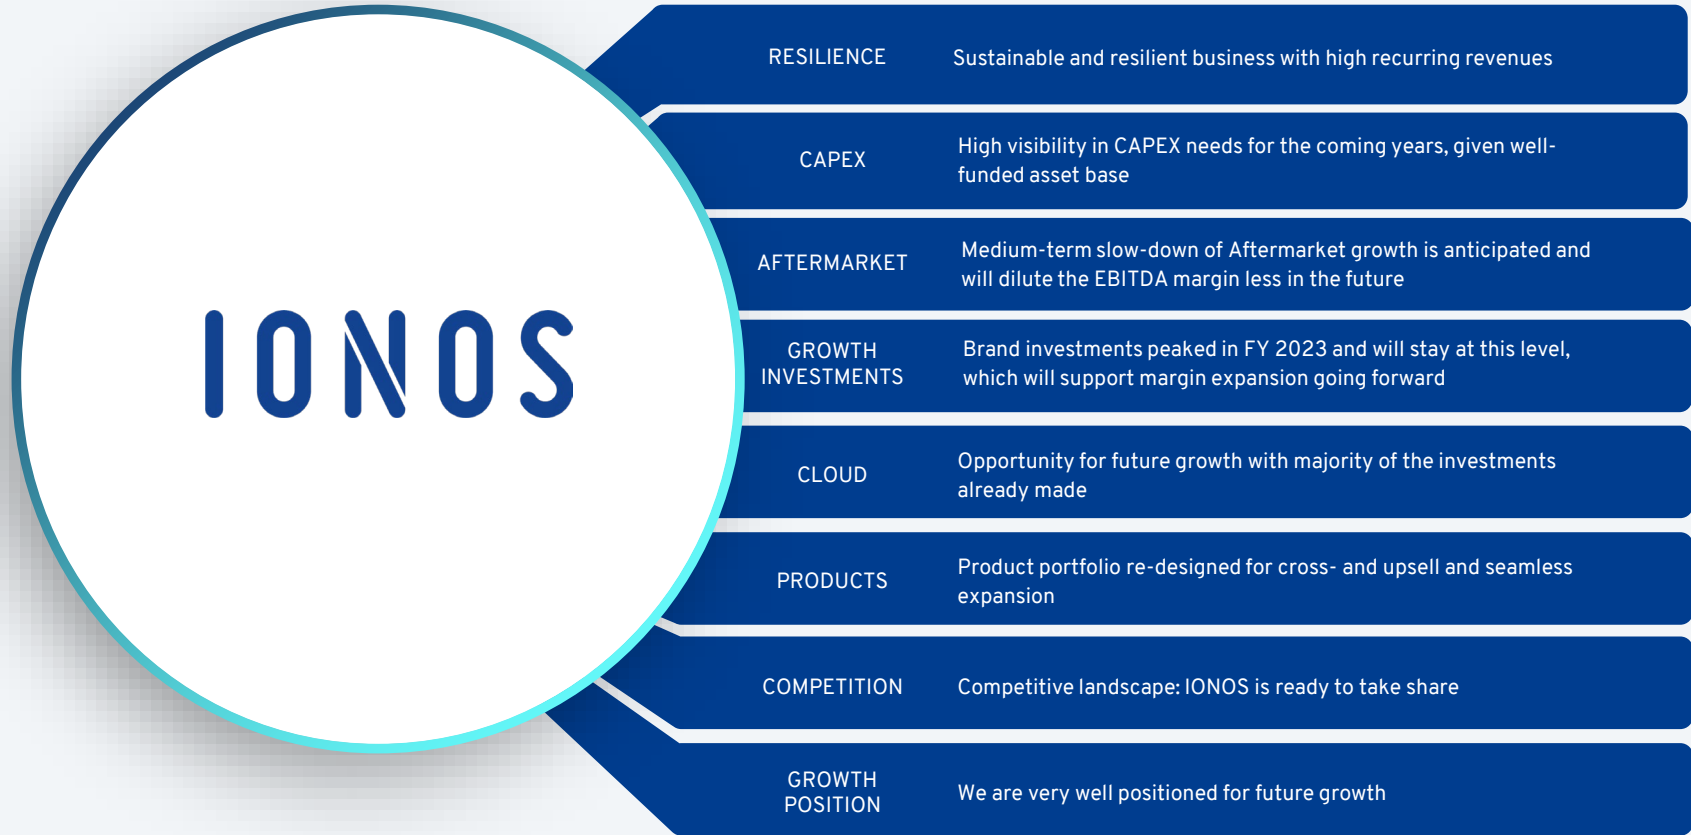 IONOS
RESILIENCE
Sustainable and resilient business with high recurring revenues
CAPEX
High visibility in CAPEX needs for the coming years, given well-
funded asset base
AFTERMARKET
Medium-term slow-down of Aftermarket growth is anticipated and
will dilute the EBITDA margin less in the future
GROWTH
INVESTMENTS
Brand investments peaked in FY 2023 and will stay at this level,
which will support margin expansion going forward
CLOUD
Opportunity for future growth with majority of the investments
already made
PRODUCTS
Product portfolio re-designed for cross- and upsell and seamless
expansion
COMPETITION
Competitive landscape: IONOS is ready to take share
GROWTH
POSITION
We are very well positioned for future growth